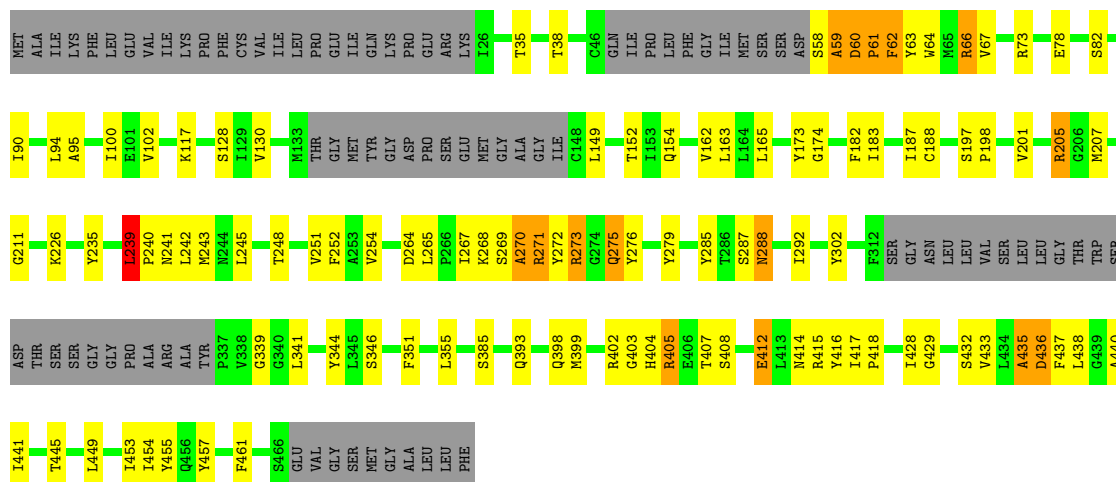 MET ALA ILE LYS PHE LEU GLU VAL ILE LYS PRO PHE CYS VAL ILE LEU PRO GLU ILE GLN LYS PRO GLU ARG LYS I26 T35 T38 C46 GLN ILE PRO LEU PHE GLY ILE MET SER SER ASP S58 A59 D60 P61 F62 Y63 W64 M65 R66 V67 R73 E78 S82
I90 L94 A95 I100 E101 V102 K117 S128 I129 V130 M133 THR GLY MET TYR GLY ASP PRO SER GLU MET GLY ALA GLY ILE C148 L149 T152 I153 Q154 V162 L163 L164 L165 Y173 G174 F182 I183 I187 C188 S197 P198 V201 R205 G206 M207
G211 K226 Y235 L239 P240 N241 L242 M243 N244 L245 T248 V251 F252 A253 V254 D264 L265 P266 I267 K268 S269 A270 R271 Y272 R273 G274 Q275 Y276 Y279 Y285 T286 S287 N288 I292 Y302 F312 SER GLY ASN LEU LEU VAL SER LEU LEU GLY THR TRP SER
ASP THR SER SER GLY GLY PRO ALA ARG ALA TYR P337 V338 G339 G340 L341 Y344 L345 S346 F351 L355 S385 Q393 Q398 M399 R402 G403 H404 R405 E406 T407 S408 E412 L413 N414 R415 Y416 I417 P418 I428 G429 S432 V433 L434 A435 D436 F437 L438 G439 A440
I441 T445 L449 I453 I454 Y455 Q456 Y457 F461 S466 GLU VAL GLY SER MET GLY ALA LEU LEU PHE